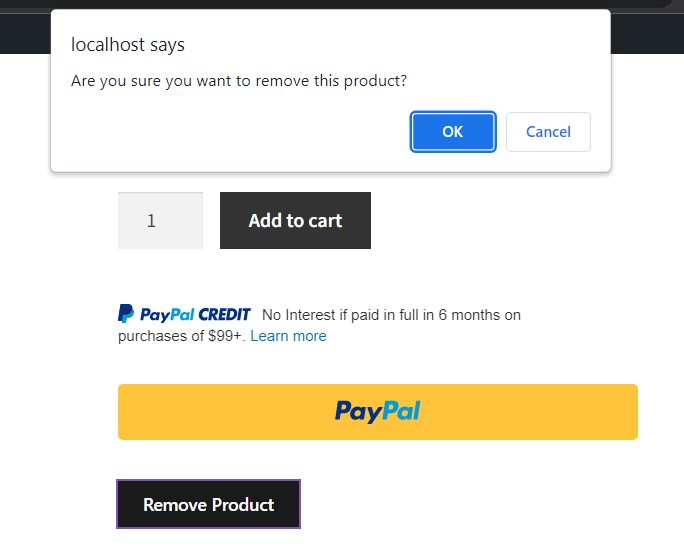 localhost says
Are you sure you want to remove this product?
OK Cancel
1 Add to cart
PayPal CREDIT No Interest if paid in full in 6 months on
purchases of $99+. Learn more
PayPal
Remove Product